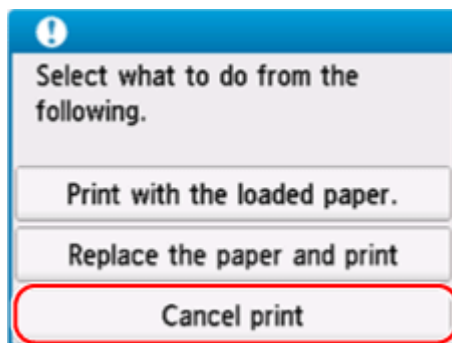 Select what to do from the
following.
Print with the loaded paper.
Replace the paper and print
Cancel print